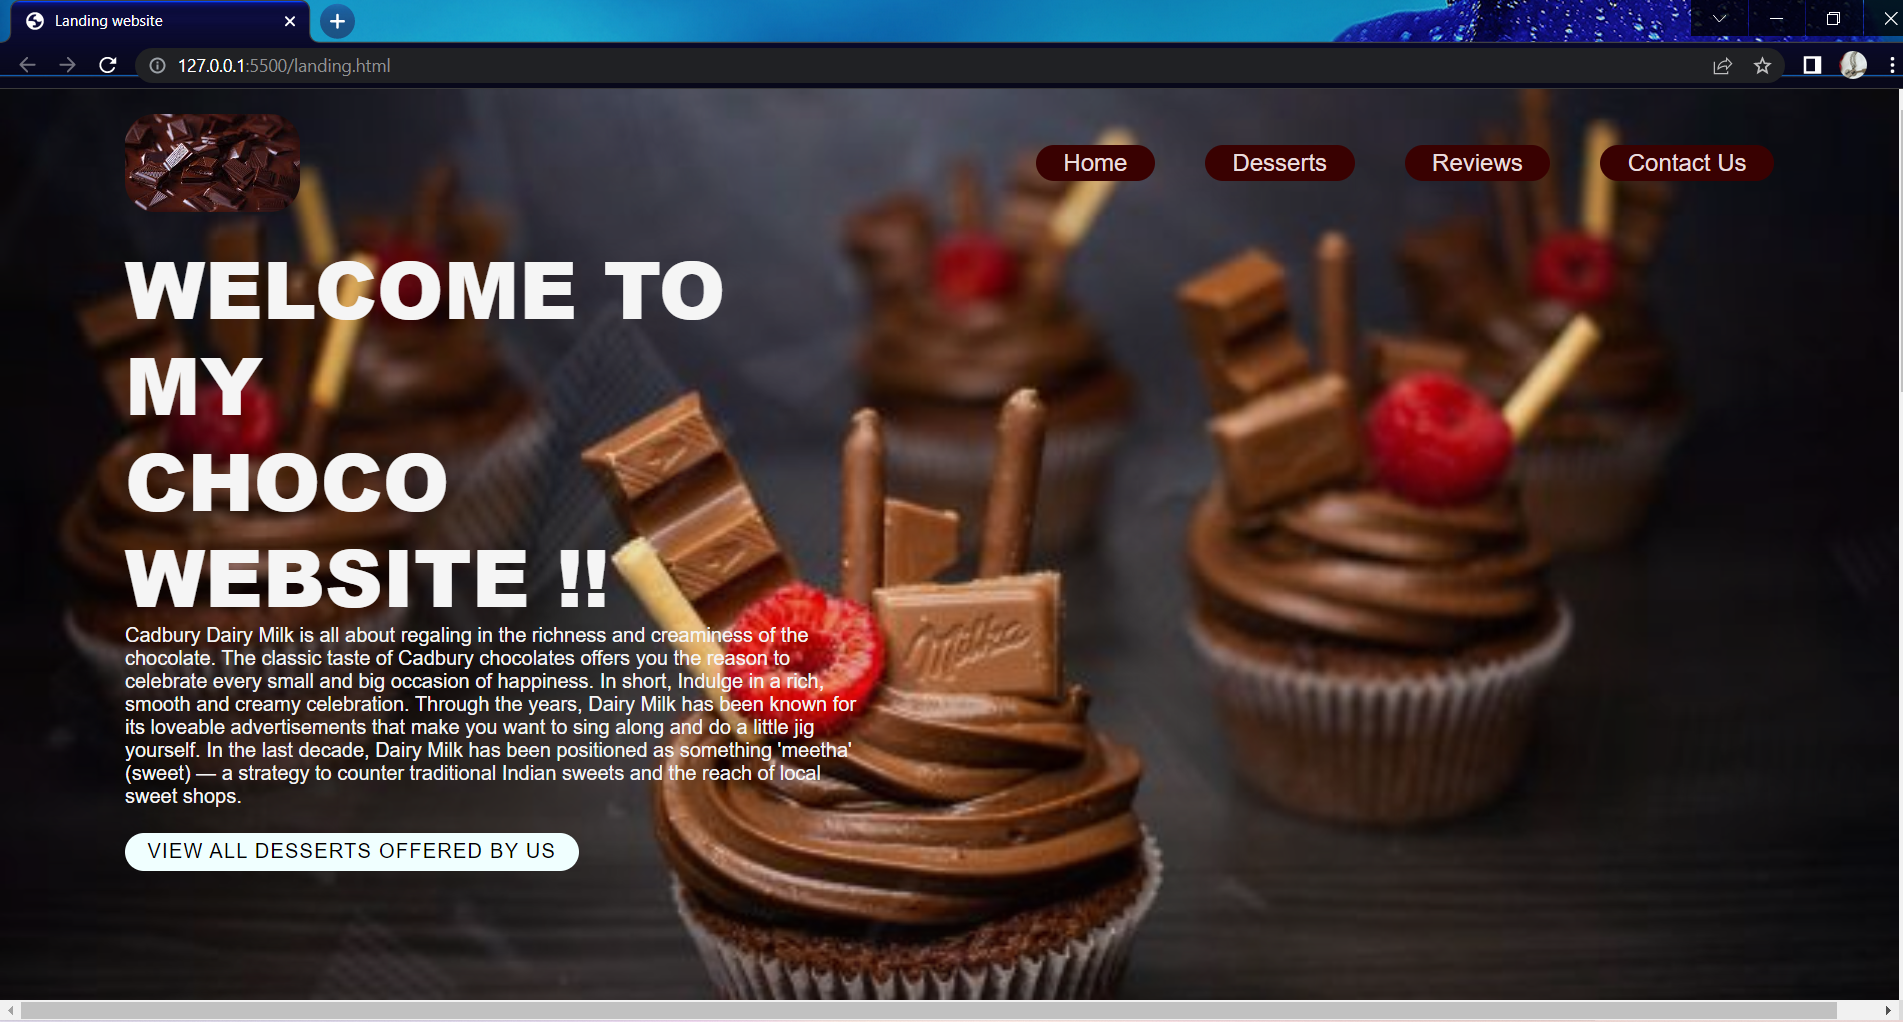 Landing website
127.0.0.1:5500/landing.html
Home Desserts Reviews Contact Us
WELCOME TO
MY
CHOCO
WEBSITE !!
Milka
Cadbury Dairy Milk is all about regaling in the richness and creaminess of the
chocolate. The classic taste of Cadbury chocolates offers you the reason to
celebrate every small and big occasion of happiness. In short, Indulge in a rich,
smooth and creamy celebration. Through the years, Dairy Milk has been known for
its loveable advertisements that make you want to sing along and do a little jig
yourself. In the last decade, Dairy Milk has been positioned as something 'meetha'
(sweet) — a strategy to counter traditional Indian sweets and the reach of local
sweet shops.
VIEW ALL DESSERTS OFFERED BY US